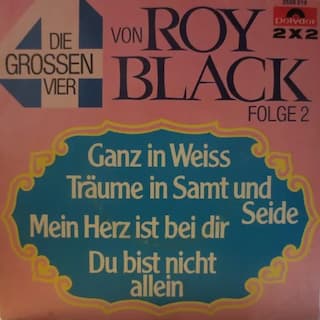 DIE
GROSSEN
VIER
4
VON ROY
BLACK
FOLGE 2
Polydor
2X2
Ganz in Weiss
Träume in Samt und
Seide
Mein Herz ist bei dir
Du bist nicht
allein